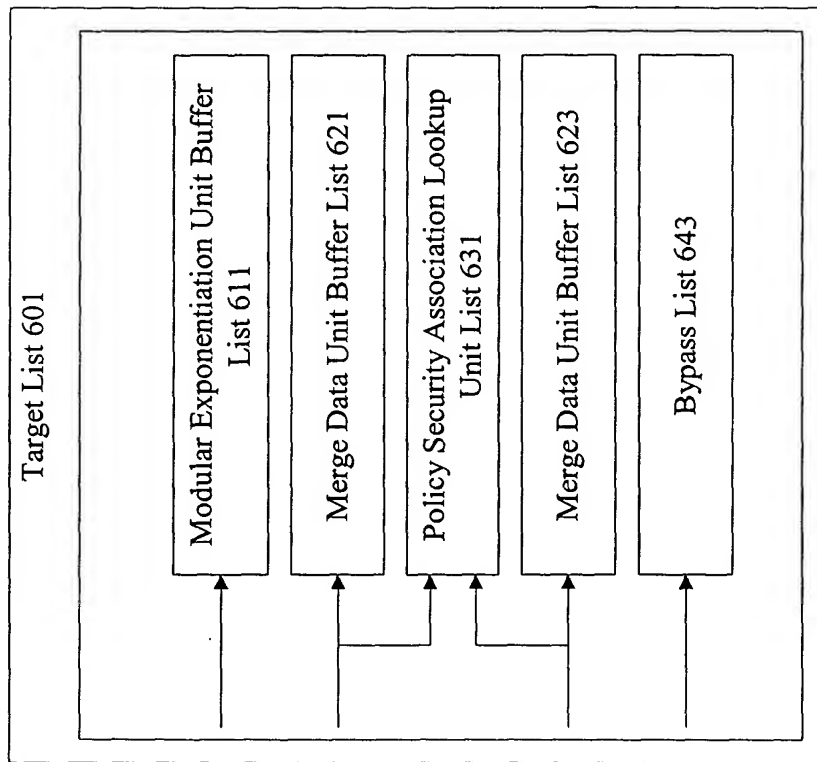 Target List 601
Modular Exponentiation Unit Buffer
List 611
Merge Data Unit Buffer List 621
Policy Security Association Lookup
Unit List 631
Merge Data Unit Buffer List 623
Bypass List 643